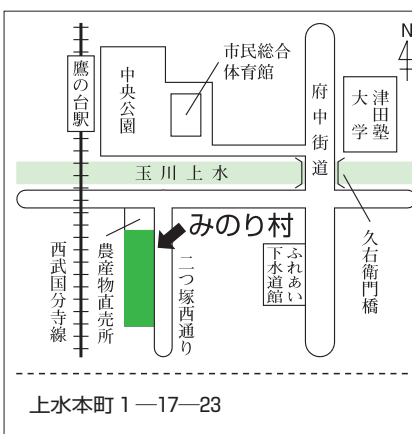 N
市民総合
体育館
鷹の台駅
中央公園
府中街道
津田塾
大学
玉川上水
みのり村
久右衛門橋
ふれあい
下水道館
西武国分寺線
農産物直売所
二つ塚西通り
上水本町1―17―23